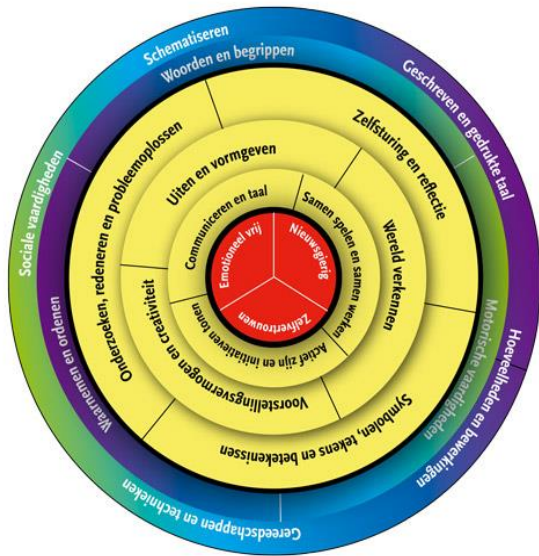 Schematiseren
Woorden en begrippen
Geschreven en gedrukte taal
Sociale vaardigheden
Waarnemen en ordenen
Motorische vaardigheden
Hoeveelheden en bewerkingen
Gereedschappen en technieken
Onderzoeken, redeneren en probleemoplossen
Zelfsturing en reflectie
Symbolen, tekens en betekenissen
Uiten en vormgeven
Wereld verkennen
Voorstellingsvermogen en creativiteit
Communiceren en taal
Samen spelen en samen werken
Actief zijn en initiatieven tonen
Emotioneel vrij
Nieuwsgierig
Zelfvertrouwen